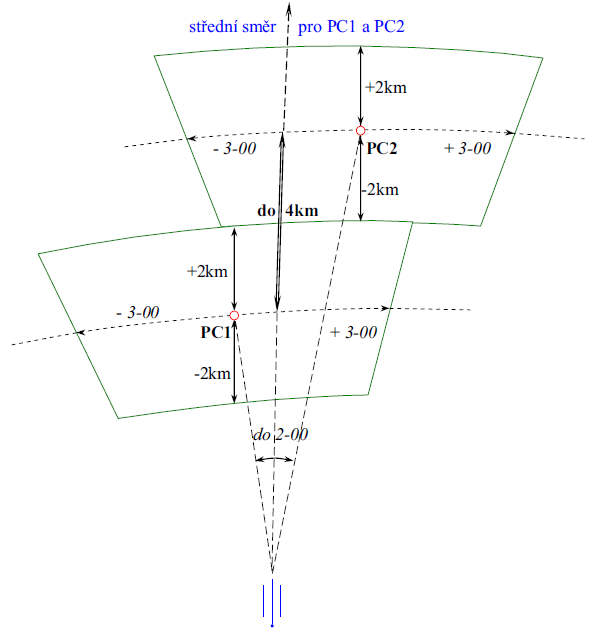 střední směr pro PC1 a PC2
+2km
- 3-00
PC2
+ 3-00
-2km
do 4km
+2km
- 3-00
PC1
+ 3-00
-2km
do 2-00